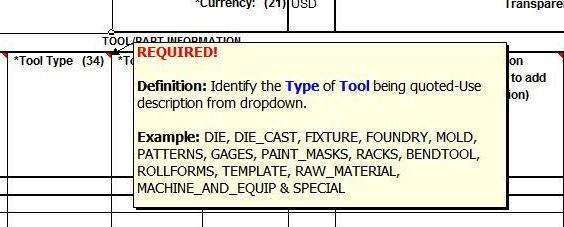 *Currency: (21) USD
TOOL/PART INFORMATION
*Tool Type (34)
REQUIRED!
on
to add
ion)
Definition: Identify the Type of Tool being quoted-Use
description from dropdown.
Example: DIE, DIE_CAST, FIXTURE, FOUNDRY, MOLD,
PATTERNS, GAGES, PAINT_MASKS, RACKS, BENDTOOL,
ROLLFORMS, TEMPLATE, RAW_MATERIAL,
MACHINE_AND_EQUIP & SPECIAL